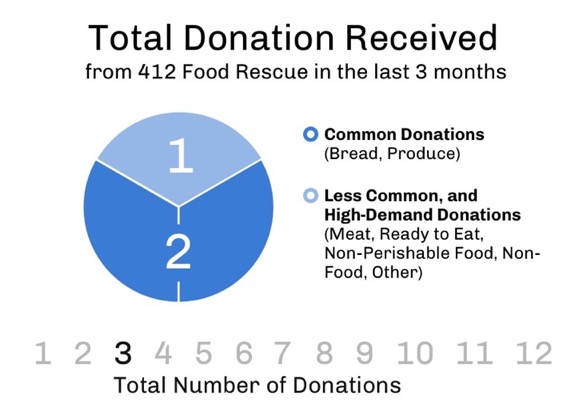 Total Donation Received
from 412 Food Rescue in the last 3 months
1
2
Common Donations
(Bread, Produce)
Less Common, and
High-Demand Donations
(Meat, Ready to Eat,
Non-Perishable Food, Non-
Food, Other)
1 2 3 4 5 6 7 8 9 10 11 12
Total Number of Donations